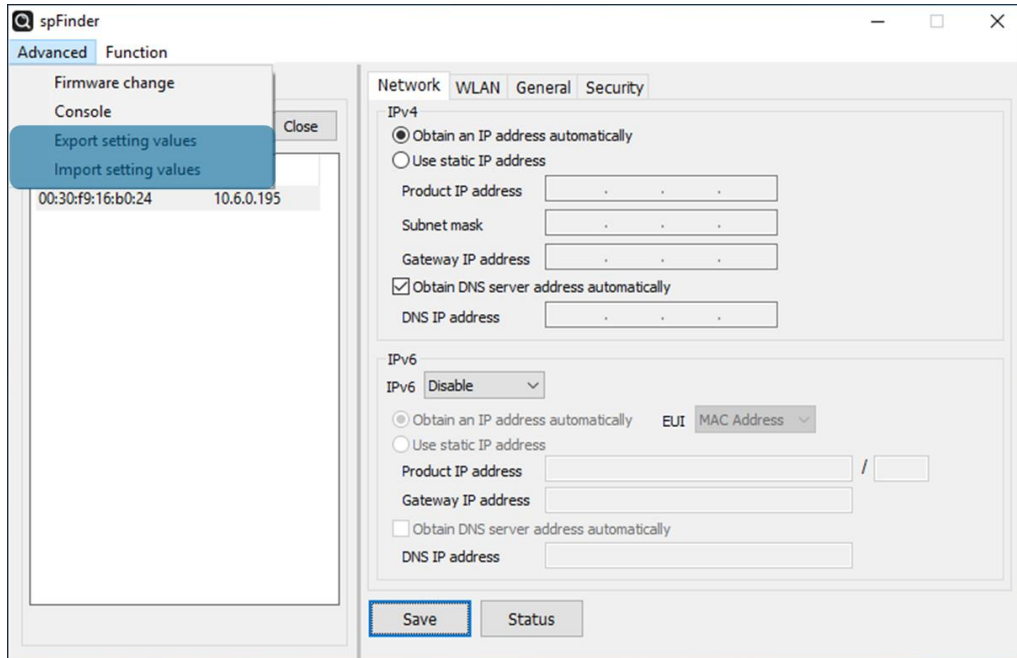 spFinder
Advanced Function
Firmware change
Console
Export setting values
Import setting values
Close
00:30:f9:16:b0:24 10.6.0.195
Network WLAN General Security
IPv4
Obtain an IP address automatically
Use static IP address
Product IP address . . .
Subnet mask . . .
Gateway IP address . . .
Obtain DNS server address automatically
DNS IP address . . .
IPv6
IPv6 Disable
Obtain an IP address automatically EUI MAC Address
Use static IP address
Product IP address /
Gateway IP address
Obtain DNS server address automatically
DNS IP address
Save Status